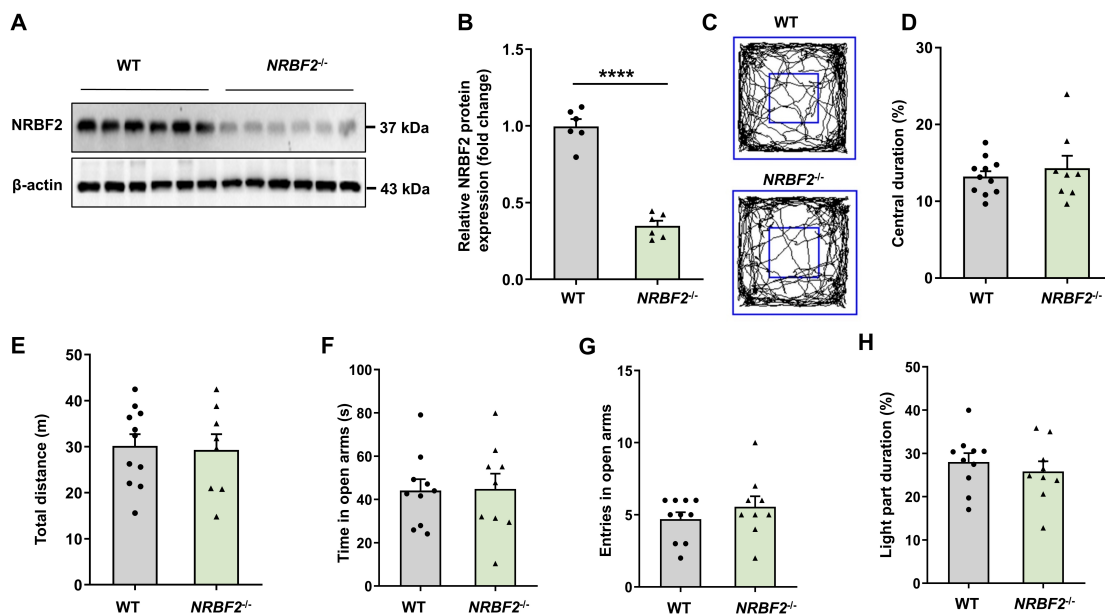 A
WT
NRBF2-/-
NRBF2
37 kDa
β-actin
43 kDa
B
Relative NRBF2 protein
expression (fold change)
1.5
1.0
0.5
0.0
****
WT
NRBF2-/-
C
WT
NRBF2-/-
D
Central duration (%)
30
20
10
0
WT
NRBF2-/-
E
Total distance (m)
50
40
30
20
10
0
WT
NRBF2-/-
F
Time in open arms (s)
100
80
60
40
20
0
WT
NRBF2-/-
G
Entries in open arms
15
10
5
0
WT
NRBF2-/-
H
Light part duration (%)
50
40
30
20
10
0
WT
NRBF2-/-